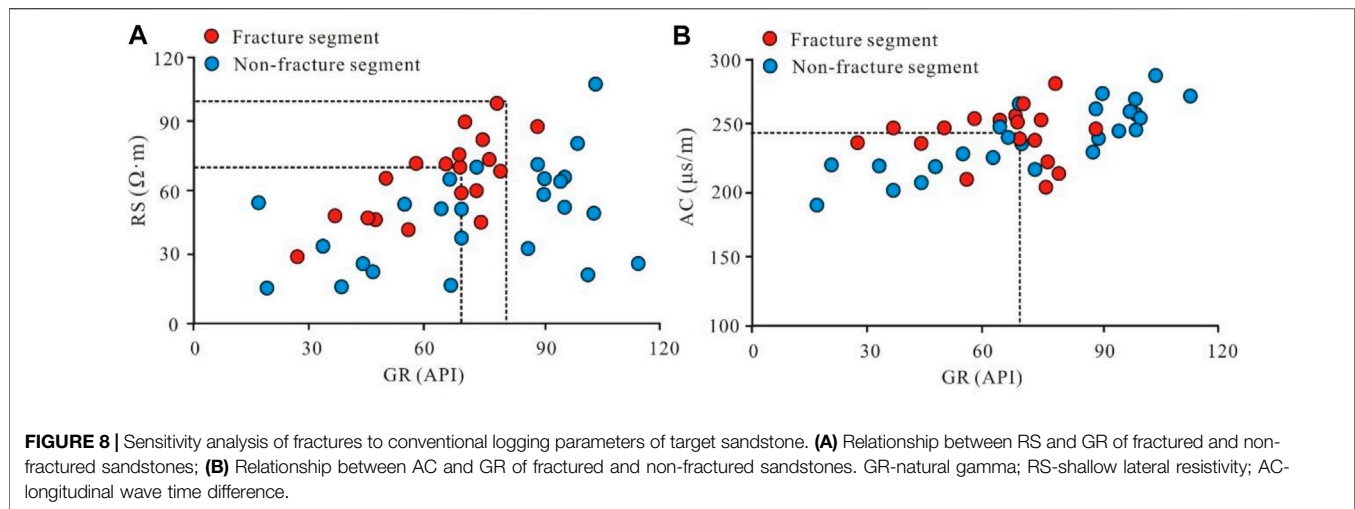 A
Fracture segment
Non-fracture segment
120
90
60
30
0
RS (Ω·m)
0 30 60 90 120
GR (API)
B
Fracture segment
Non-fracture segment
300
250
200
150
100
AC (μs/m)
0 30 60 90 120
GR (API)
FIGURE 8 | Sensitivity analysis of fractures to conventional logging parameters of target sandstone. (A) Relationship between RS and GR of fractured and non-
fractured sandstones; (B) Relationship between AC and GR of fractured and non-fractured sandstones. GR-natural gamma; RS-shallow lateral resistivity; AC-
longitudinal wave time difference.